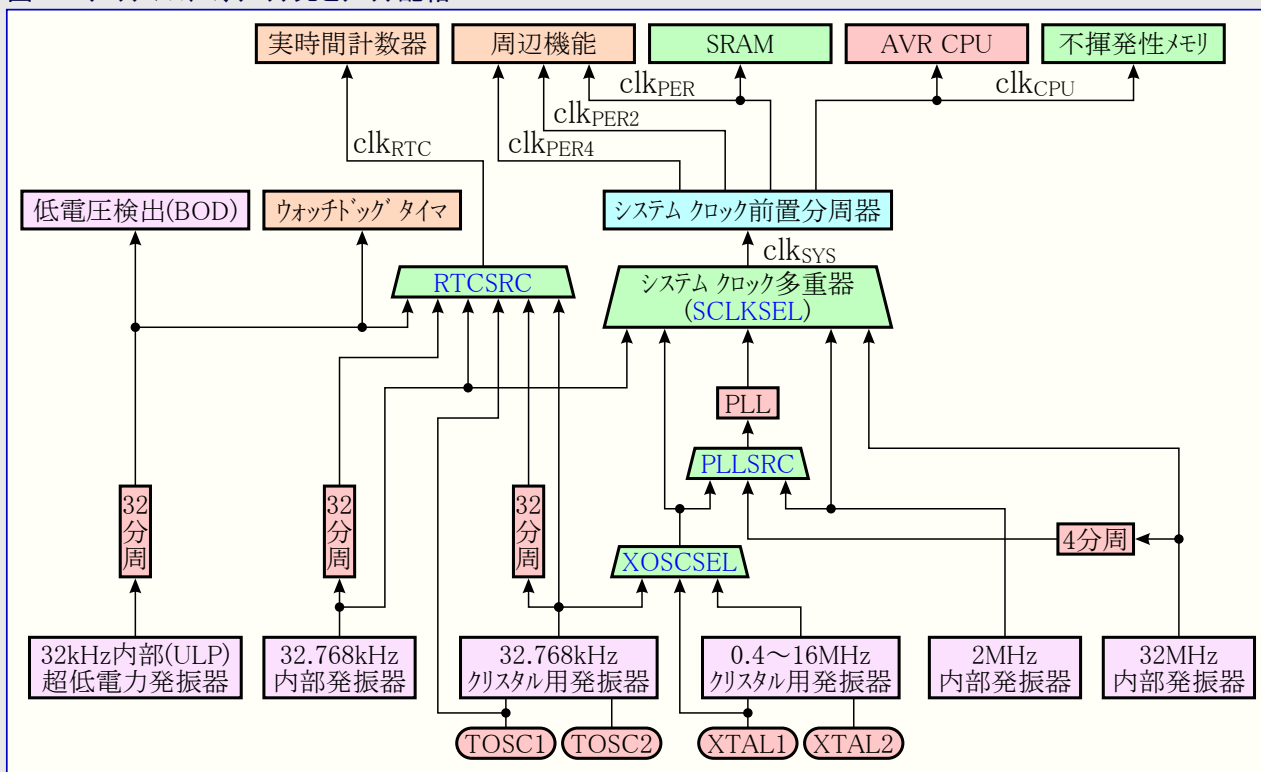 実時間計数器
周辺機能
SRAM
AVR CPU
不揮発性メモリ
clkPER
clkCPU
clkPER2
clkRTC
clkPER4
低電圧検出(BOD)
ウォッチドッグ タイマ
システム クロック前置分周器
clkSYS
RTCSRC
システム クロック多重器
(SCLKSEL)
PLL
PLLSRC
32分周
32分周
32分周
4分周
XOSCSEL
32kHz内部(ULP)
超低電力発振器
32.768kHz
内部発振器
32.768kHz
クリスタル用発振器
0.4～16MHz
クリスタル用発振器
2MHz
内部発振器
32MHz
内部発振器
TOSC1
TOSC2
XTAL1
XTAL2